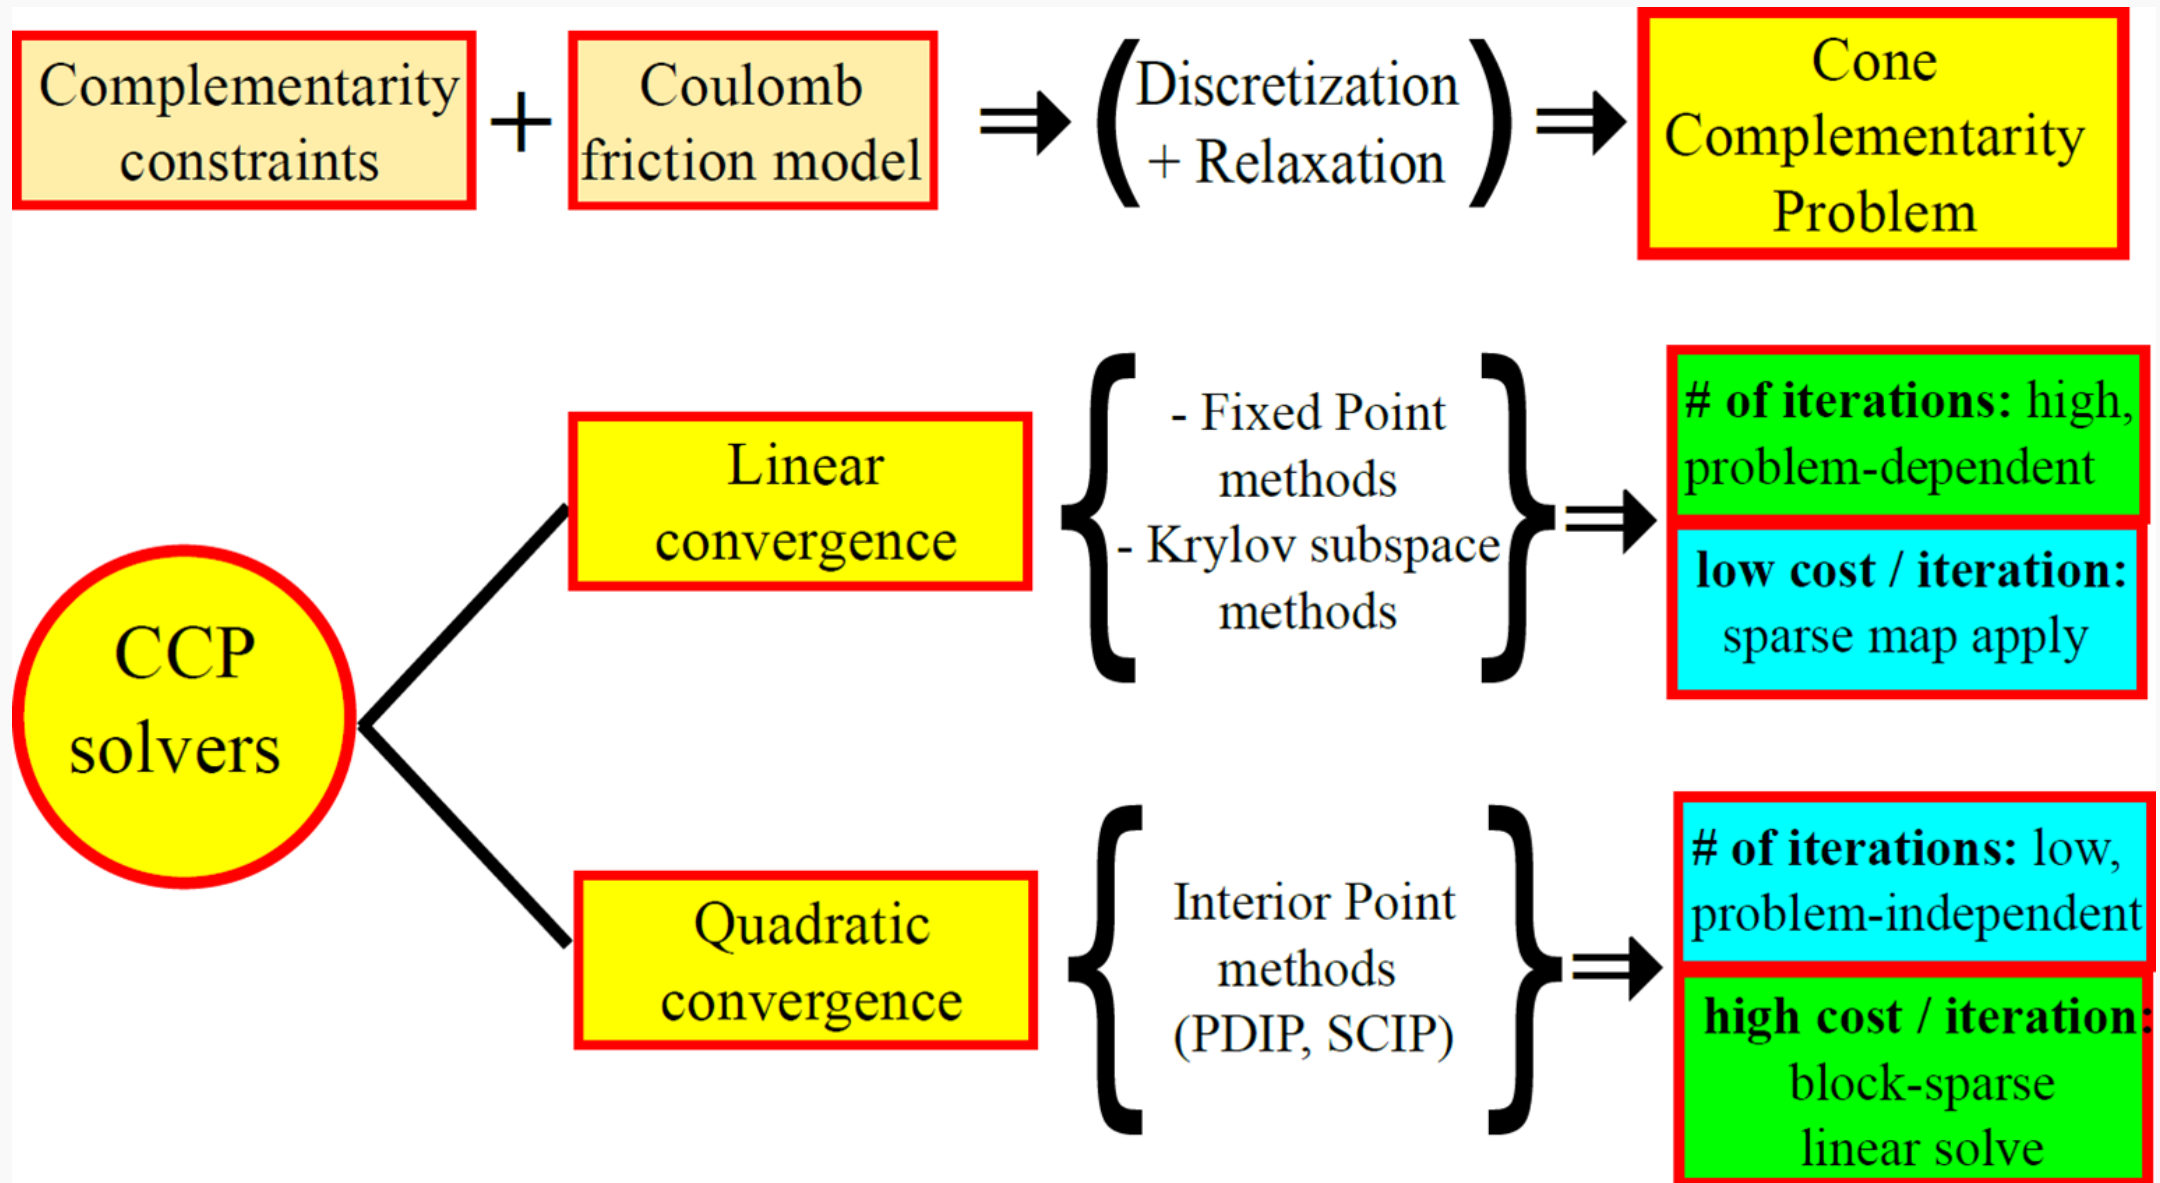 Complementarity
constraints
+
Coulomb
friction model
⇒
(Discretization
+ Relaxation)
⇒
Cone
Complementarity
Problem
CCP
solvers
Linear
convergence
{
- Fixed Point
methods
- Krylov subspace
methods
}
⇒
# of iterations: high,
problem-dependent
low cost / iteration:
sparse map apply
Quadratic
convergence
{
Interior Point
methods
(PDIP, SCIP)
}
⇒
# of iterations: low,
problem-independent
high cost / iteration:
block-sparse
linear solve